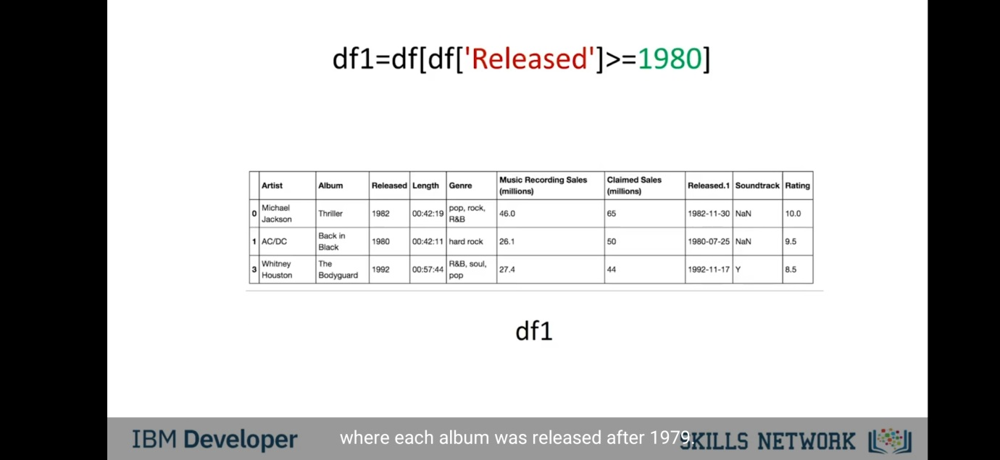 df1=df[df['Released']>=1980]
Artist Album Released Length Genre Music Recording Sales (millions) Claimed Sales (millions) Released.1 Soundtrack Rating
0 Michael Jackson Thriller 1982 00:42:19 pop, rock, R&B 46.0 65 1982-11-30 NaN 10.0
1 AC/DC Back in Black 1980 00:42:11 hard rock 26.1 50 1980-07-25 NaN 9.5
3 Whitney Houston The Bodyguard 1992 00:57:44 R&B, soul, pop 27.4 44 1992-11-17 Y 8.5
df1
IBM Developer
where each album was released after 1979.
SKILLS NETWORK